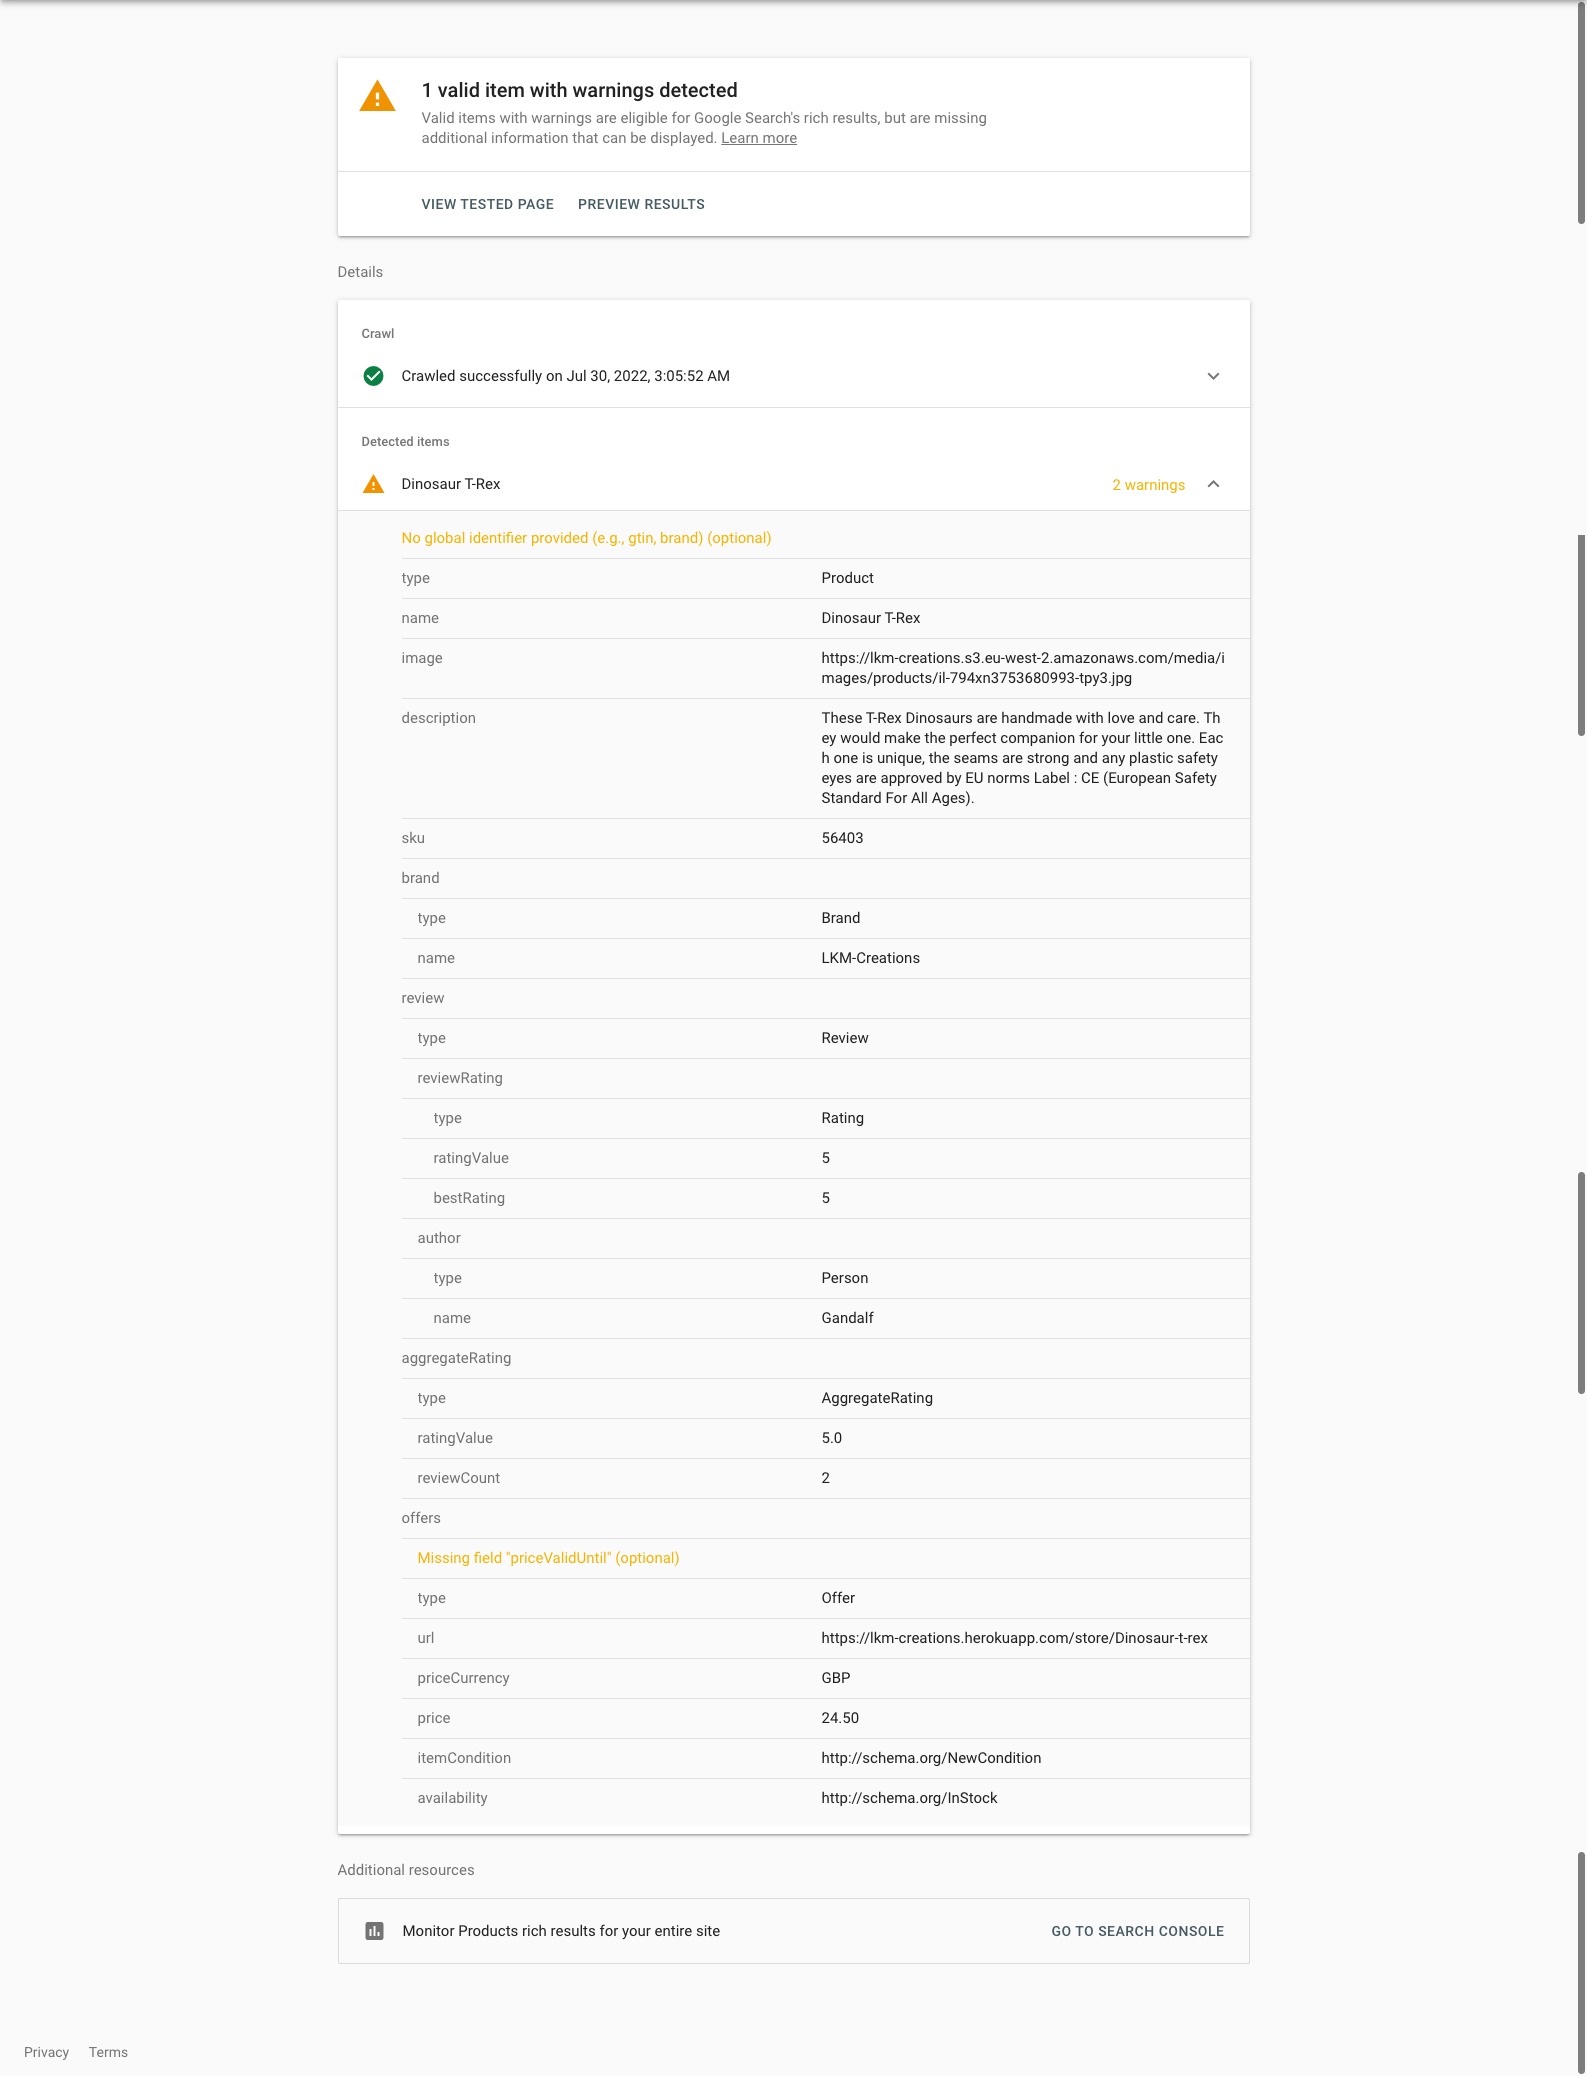 1 valid item with warnings detected
Valid items with warnings are eligible for Google Search's rich results, but are missing
additional information that can be displayed. Learn more
VIEW TESTED PAGE PREVIEW RESULTS
Details
Crawl
Crawled successfully on Jul 30, 2022, 3:05:52 AM
Detected items
Dinosaur T-Rex 2 warnings
No global identifier provided (e.g., gtin, brand) (optional)
type Product
name Dinosaur T-Rex
image https://lkm-creations.s3.eu-west-2.amazonaws.com/media/i
mages/products/il-794xn3753680993-tpy3.jpg
description These T-Rex Dinosaurs are handmade with love and care. Th
ey would make the perfect companion for your little one. Eac
h one is unique, the seams are strong and any plastic safety
eyes are approved by EU norms Label : CE (European Safety
Standard For All Ages).
sku 56403
brand
type Brand
name LKM-Creations
review
type Review
reviewRating
type Rating
ratingValue 5
bestRating 5
author
type Person
name Gandalf
aggregateRating
type AggregateRating
ratingValue 5.0
reviewCount 2
offers
Missing field "priceValidUntil" (optional)
type Offer
url https://lkm-creations.herokuapp.com/store/Dinosaur-t-rex
priceCurrency GBP
price 24.50
itemCondition http://schema.org/NewCondition
availability http://schema.org/InStock
Additional resources
Monitor Products rich results for your entire site GO TO SEARCH CONSOLE
Privacy Terms